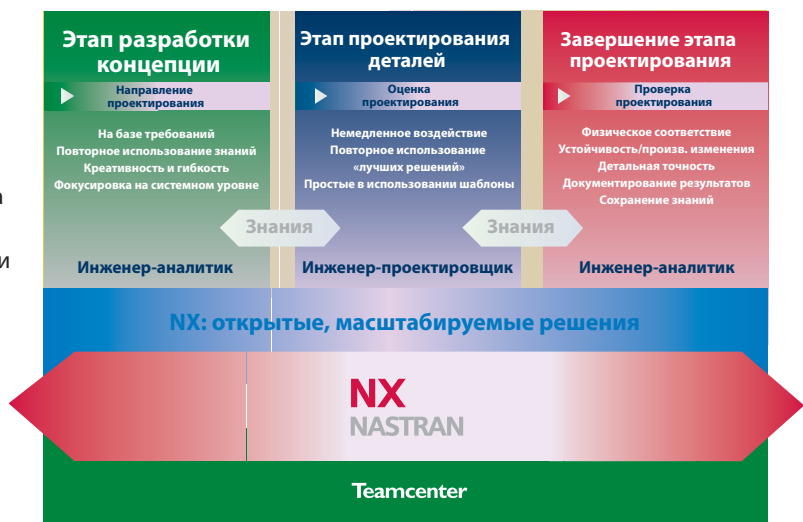 Этап разработки
концепции
Направление
проектирования
На базе требований
Повторное использование знаний
Креативность и гибкость
Фокусировка на системном уровне
Инженер-аналитик
Этап проектирования
деталей
Оценка
проектирования
Немедленное воздействие
Повторное использование
«лучших решений»
Простые в использовании шаблоны
Инженер-проектировщик
Завершение этапа
проектирования
Проверка
проектирования
Физическое соответствие
Устойчивость/произв. изменения
Детальная точность
Документирование результатов
Сохранение знаний
Инженер-аналитик
Знания
Знания
а
и
NX: открытые, масштабируемые решения
NX
NASTRAN
Teamcenter